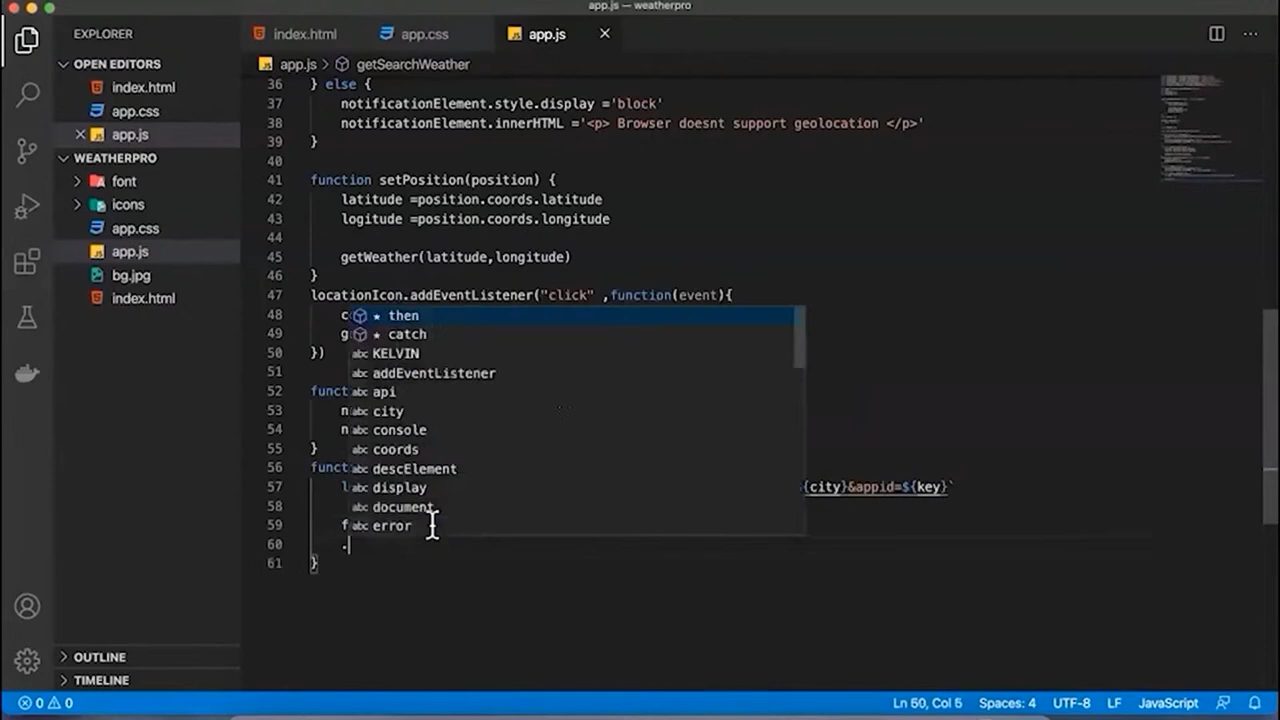 app.js — weatherpro
EXPLORER
index.html
app.css
app.js
OPEN EDITORS
index.html
app.css
app.js
WEATHERPRO
font
icons
app.css
app.js
bg.jpg
index.html
OUTLINE
TIMELINE
app.js > getSearchWeather
36 } else {
37 notificationElement.style.display ='block'
38 notificationElement.innerHTML ='<p> Browser doesnt support geolocation </p>'
39 }
40
41 function setPosition(position) {
42 latitude =position.coords.latitude
43 logitude =position.coords.longitude
44
45 getWeather(latitude,longitude)
46 }
47 locationIcon.addEventListener("click" ,function(event){
48 c
49 g
50 })
51
52 funct
53 n
54 n
55 }
56 funct
57 l {city}&appid=${key}`
58
59 f
60 .
61 }
then
catch
KELVIN
addEventListener
api
city
console
coords
descElement
display
document
error
0 0
Ln 60, Col 5
Spaces: 4
UTF-8
LF
JavaScript